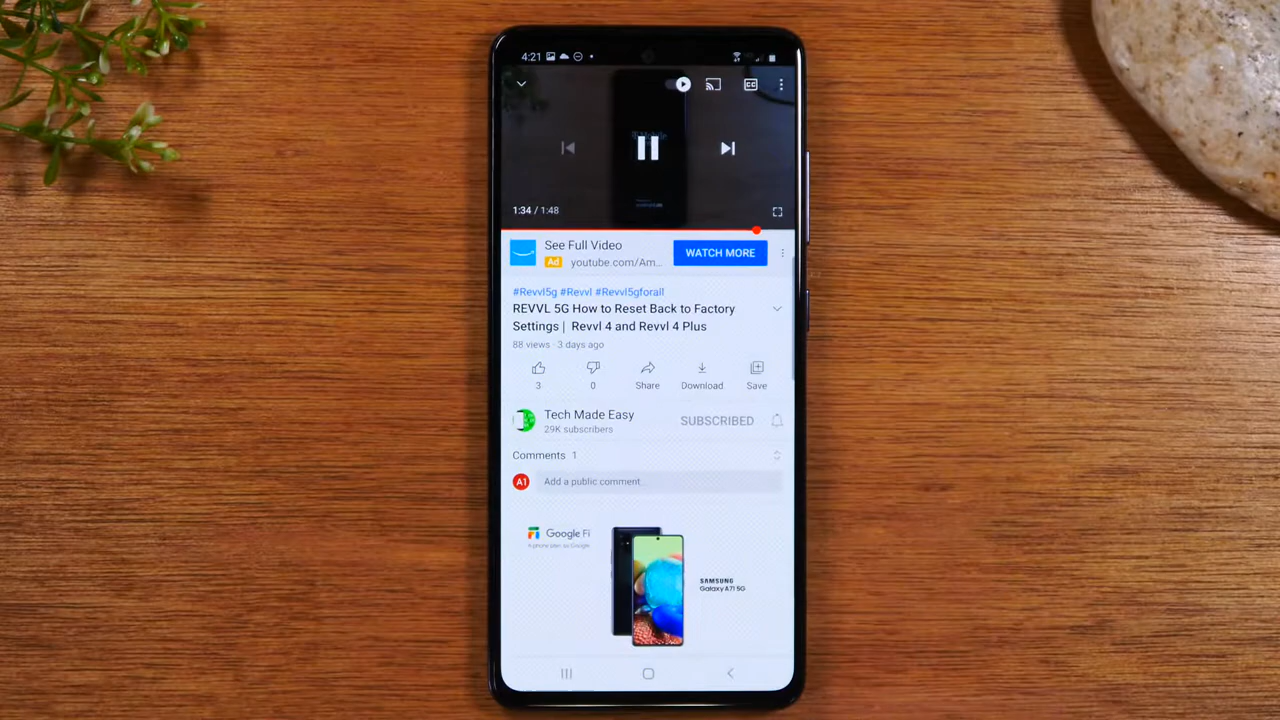 4:21
1:34 / 1:48
See Full Video
Ad youtube.com/Am...
WATCH MORE
#Revvl5g #Revvl #Revvl5gforall
REVVL 5G How to Reset Back to Factory
Settings | Revvl 4 and Revvl 4 Plus
88 views · 3 days ago
3
0
Share
Download
Save
Tech Made Easy
29K subscribers
SUBSCRIBED
Comments 1
A1
Add a public comment...
Google Fi
SAMSUNG
Galaxy A71 5G
CC